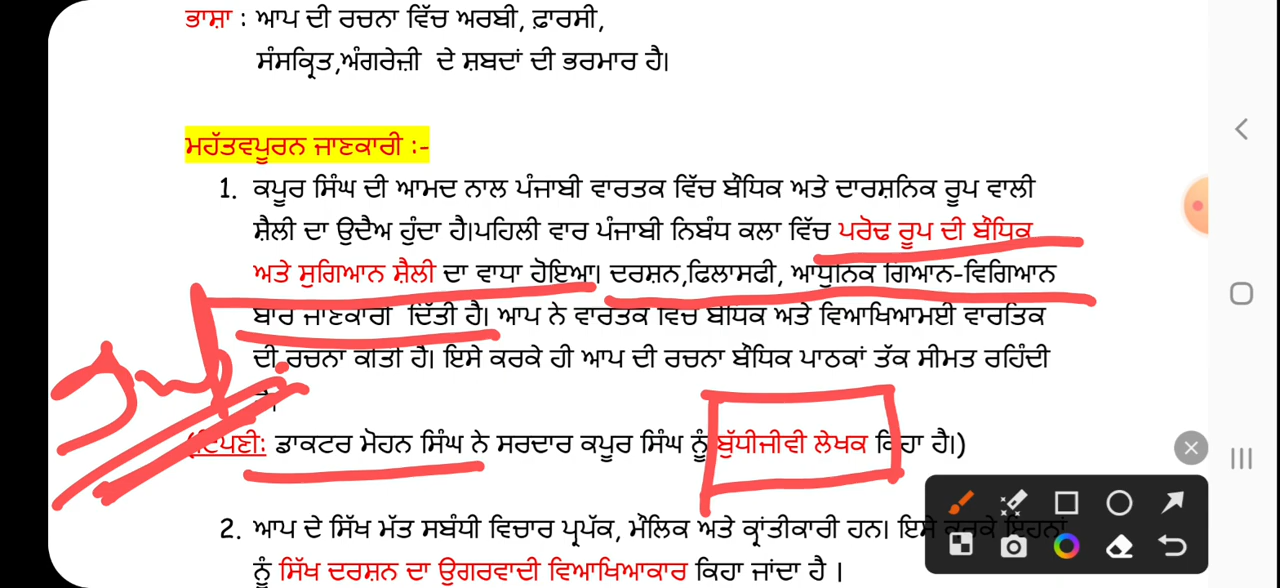 ਭਾਸ਼ਾ : ਆਪ ਦੀ ਰਚਨਾ ਵਿੱਚ ਅਰਬੀ, ਫ਼ਾਰਸੀ,
ਸੰਸਕ੍ਰਿਤ,ਅੰਗਰੇਜ਼ੀ ਦੇ ਸ਼ਬਦਾਂ ਦੀ ਭਰਮਾਰ ਹੈ।
ਮਹੱਤਵਪੂਰਨ ਜਾਣਕਾਰੀ :-
1. ਕਪੂਰ ਸਿੰਘ ਦੀ ਆਮਦ ਨਾਲ ਪੰਜਾਬੀ ਵਾਰਤਕ ਵਿੱਚ ਬੌਧਿਕ ਅਤੇ ਦਾਰਸ਼ਨਿਕ ਰੂਪ ਵਾਲੀ
ਸ਼ੈਲੀ ਦਾ ਉਦੈਅ ਹੁੰਦਾ ਹੈ।ਪਹਿਲੀ ਵਾਰ ਪੰਜਾਬੀ ਨਿਬੰਧ ਕਲਾ ਵਿੱਚ ਪਰੋਢ ਰੂਪ ਦੀ ਬੌਧਿਕ
ਅਤੇ ਸੁਗਿਆਨ ਸ਼ੈਲੀ ਦਾ ਵਾਧਾ ਹੋਇਆ। ਦਰਸ਼ਨ,ਫਿਲਾਸਫੀ, ਆਧੁਨਿਕ ਗਿਆਨ-ਵਿਗਿਆਨ
ਬਾਰੇ ਜਾਣਕਾਰੀ ਦਿੱਤੀ ਹੈ। ਆਪ ਨੇ ਵਾਰਤਕ ਵਿੱਚ ਬੌਧਿਕ ਅਤੇ ਵਿਆਖਿਆਮਈ ਵਾਰਤਿਕ
ਦੀ ਰਚਨਾ ਕੀਤੀ ਹੈ। ਇਸੇ ਕਰਕੇ ਹੀ ਆਪ ਦੀ ਰਚਨਾ ਬੌਧਿਕ ਪਾਠਕਾਂ ਤੱਕ ਸੀਮਤ ਰਹਿੰਦੀ
ਹੈ।
(ਟਿਪਣੀ: ਡਾਕਟਰ ਮੋਹਨ ਸਿੰਘ ਨੇ ਸਰਦਾਰ ਕਪੂਰ ਸਿੰਘ ਨੂੰ ਬੁੱਧੀਜੀਵੀ ਲੇਖਕ ਕਿਹਾ ਹੈ।)
2. ਆਪ ਦੇ ਸਿੱਖ ਮੱਤ ਸਬੰਧੀ ਵਿਚਾਰ ਪ੍ਰਪੱਕ, ਮੌਲਿਕ ਅਤੇ ਕ੍ਰਾਂਤੀਕਾਰੀ ਹਨ। ਇਸੇ ਕਰਕੇ ਇਹਨਾਂ
ਨੂੰ ਸਿੱਖ ਦਰਸ਼ਨ ਦਾ ਉਗਰਵਾਦੀ ਵਿਆਖਿਆਕਾਰ ਕਿਹਾ ਜਾਂਦਾ ਹੈ ।